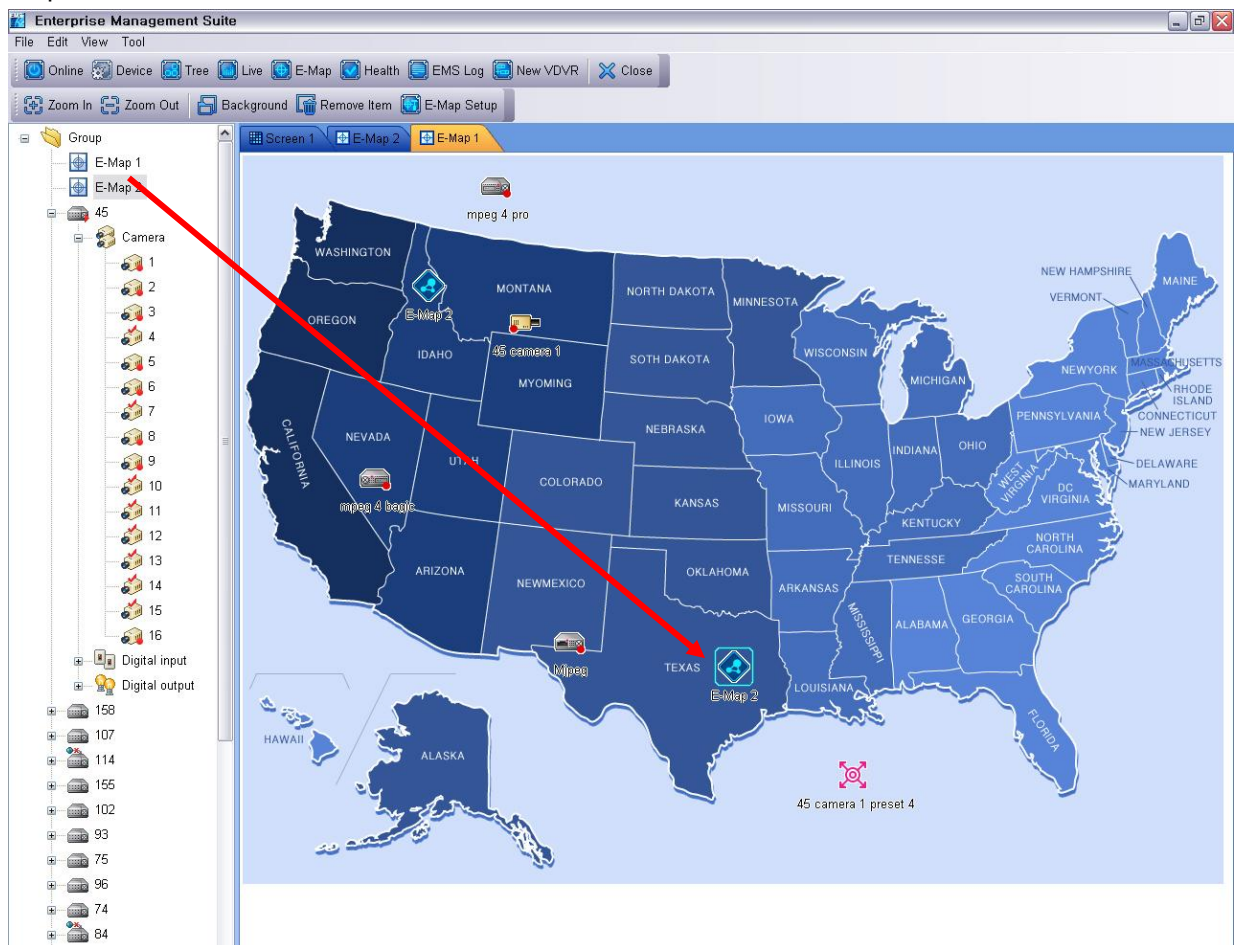 Enterprise Management Suite
File Edit View Tool
Online Device Tree Live E-Map Health EMS Log New VDVR Close
Zoom In Zoom Out Background Remove Item E-Map Setup
Group
E-Map 1
E-Map 2
45
Camera
1
2
3
4
5
6
7
8
9
10
11
12
13
14
15
16
Digital input
Digital output
158
107
114
155
102
93
75
96
74
84
Screen 1 E-Map 2 E-Map 1
mpeg 4 pro
WASHINGTON
MONTANA
NORTH DAKOTA
MINNESOTA
NEW HAMPSHIRE
MAINE
VERMONT
E-Map 2
OREGON
IDAHO
45 camera 1
SOTH DAKOTA
WISCONSIN
MICHIGAN
NEWYORK
MASSACHUSETTS
MYOMING
RHODE
ISLAND
CONNECTICUT
PENNSYLVANIA
NEW JERSEY
CALIFORNIA
NEVADA
UTAH
NEBRASKA
IOWA
ILLINOIS
INDIANA
OHIO
WEST
VIRGINIA
DELAWARE
MARYLAND
DC
VIRGINIA
mpeg 4 bagic
COLORADO
KANSAS
MISSOURI
KENTUCKY
NORTH
CAROLINA
TENNESSE
ARIZONA
NEWMEXICO
OKLAHOMA
ARKANSAS
SOUTH
CAROLINA
MISSISSIPPI
ALABAMA
GEORGIA
Mjpeg
TEXAS
E-Map 2
LOUISIANA
FLORIDA
HAWAII
ALASKA
45 camera 1 preset 4